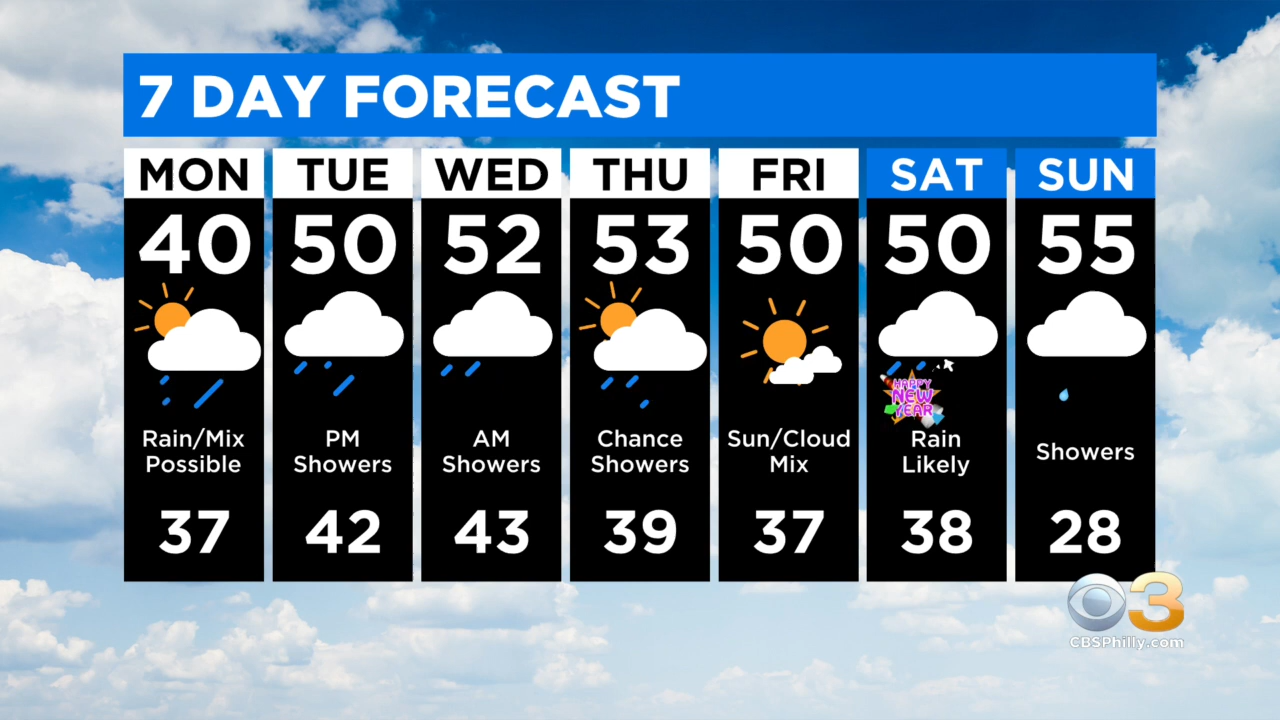 7 DAY FORECAST
MON
40
Rain/Mix
Possible
37
TUE
50
PM
Showers
42
WED
52
AM
Showers
43
THU
53
Chance
Showers
39
FRI
50
Sun/Cloud
Mix
37
SAT
50
HAPPY
NEW
YEAR
Rain
Likely
38
SUN
55
Showers
28
3
CBSPhilly.com